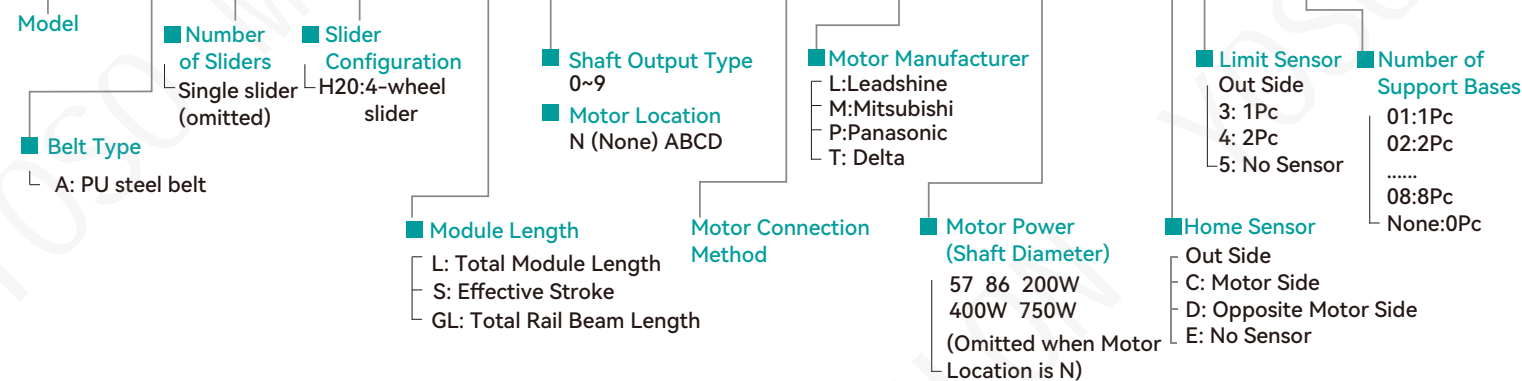 Model
Number
of Sliders
Single slider
(omitted)
Slider
Configuration
H20:4-wheel
slider
Belt Type
A: PU steel belt
Shaft Output Type
0~9
Motor Location
N (None) ABCD
Motor Manufacturer
L:Leadshine
M:Mitsubishi
P:Panasonic
T: Delta
Limit Sensor
Out Side
3: 1Pc
4: 2Pc
5: No Sensor
Number of
Support Bases
01:1Pc
02:2Pc
......
08:8Pc
None:0Pc
Module Length
L: Total Module Length
S: Effective Stroke
GL: Total Rail Beam Length
Motor Connection
Method
Motor Power
(Shaft Diameter)
57 86 200W
400W 750W
(Omitted when Motor
Location is N)
Home Sensor
Out Side
C: Motor Side
D: Opposite Motor Side
E: No Sensor